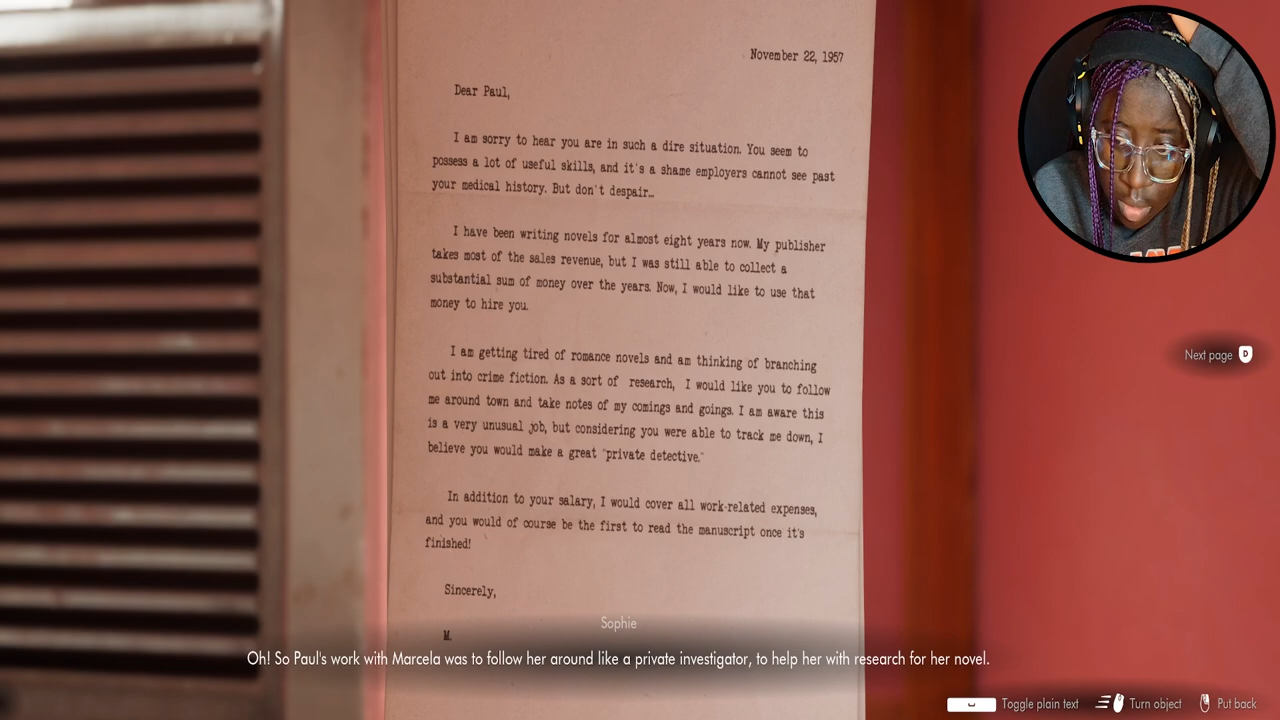 November 22, 1957
Dear Paul,
I am sorry to hear you are in such a dire situation. You seem to
possess a lot of useful skills, and it's a shame employers cannot see past
your medical history. But don't despair...
I have been writing novels for almost eight years now. My publisher
takes most of the sales revenue, but I was still able to collect a
substantial sum of money over the years. Now, I would like to use that
money to hire you.
I am getting tired of romance novels and am thinking of branching
out into crime fiction. As a sort of research, I would like you to follow
me around town and take notes of my comings and goings. I am aware this
is a very unusual job, but considering you were able to track me down, I
believe you would make a great "private detective."
In addition to your salary, I would cover all work-related expenses,
and you would of course be the first to read the manuscript once it's
finished!
Sincerely,
M.
Next page D
Sophie
Oh! So Paul's work with Marcela was to follow her around like a private investigator, to help her with research for her novel.
Toggle plain text Turn object Put back